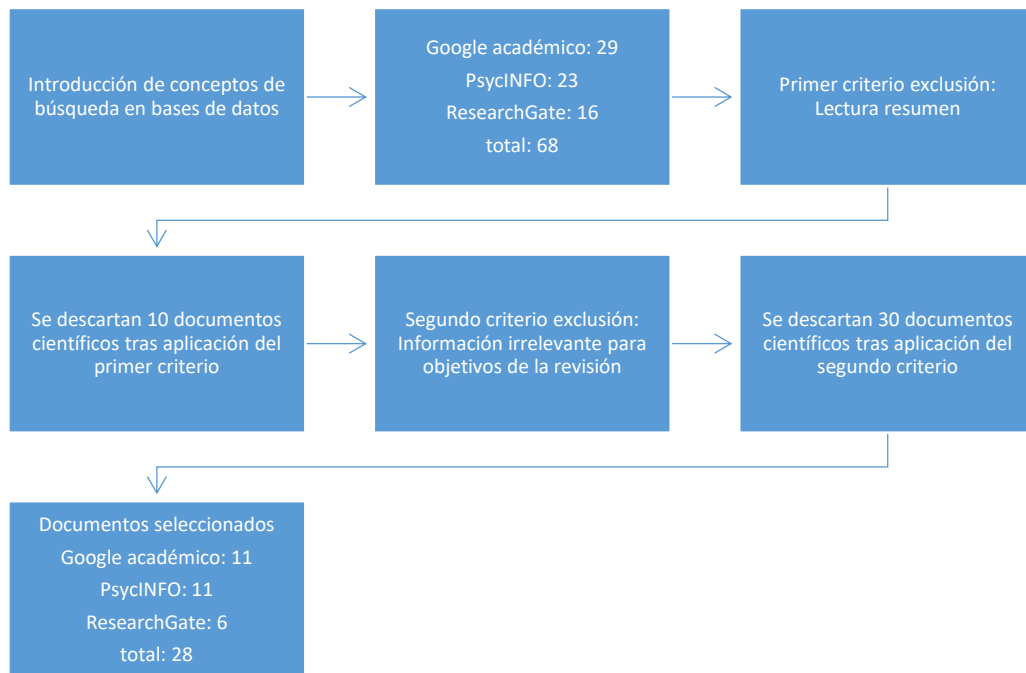 Introducción de conceptos de
búsqueda en bases de datos
Google académico: 29
PsycINFO: 23
ResearchGate: 16
total: 68
Primer criterio exclusión:
Lectura resumen
Se descartan 10 documentos
científicos tras aplicación del
primer criterio
Segundo criterio exclusión:
Información irrelevante para
objetivos de la revisión
Se descartan 30 documentos
científicos tras aplicación del
segundo criterio
Documentos seleccionados
Google académico: 11
PsycINFO: 11
ResearchGate: 6
total: 28